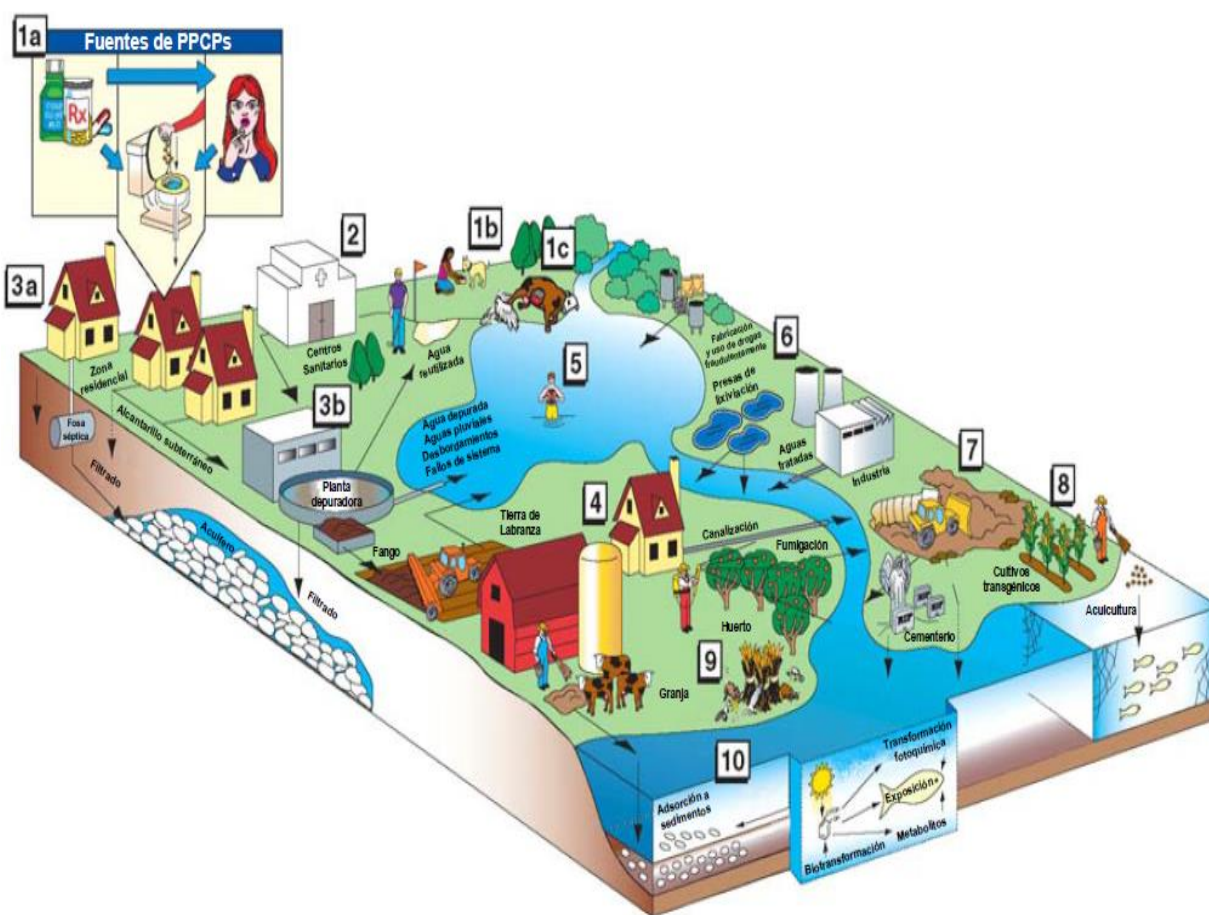 1a
Fuentes de PPCPs
Rx
2
1b
1c
3a
Centros
Sanitarios
Agua
reutilizada
5
Fabricación
y uso de drogas
fraudulentamente
6
Presas de
lixiviación
Zona
residencial
Fosa
séptica
Alcantarillo subterráneo
3b
Agua depurada
Aguas pluviales
Desbordamientos
Fallos de sistema
Aguas
tratadas
Industria
7
8
Filtrado
Planta
depuradora
Tierra de
Labranza
4
Canalización
Fumigación
Acuífero
Fango
Filtrado
Cultivos
transgénicos
Acuicultura
Huerto
RIP
Cementerio
9
Granja
10
Adsorción a
sedimentos
Transformación
fotoquímica
Exposición+
Metabolitos
Biotransformación